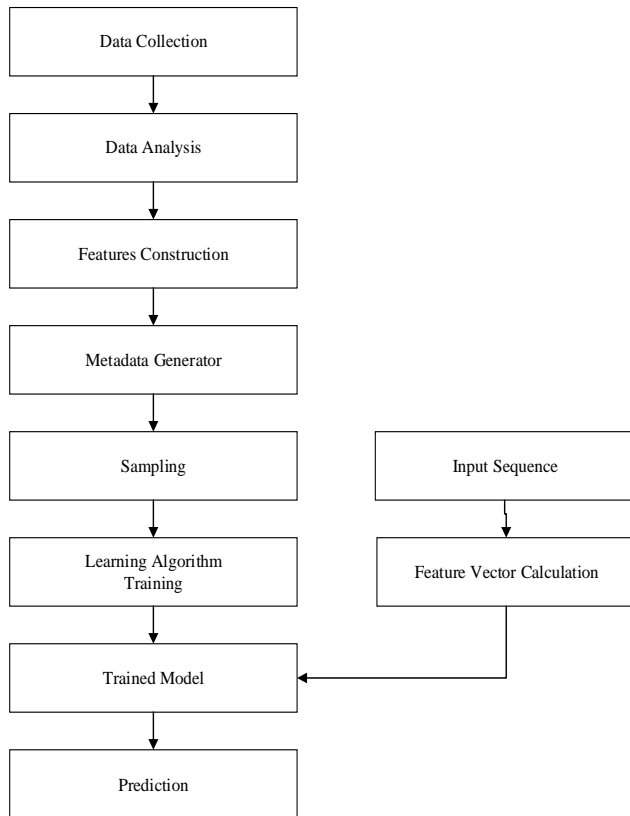 Data Collection
Data Analysis
Features Construction
Metadata Generator
Sampling
Learning Algorithm
Training
Trained Model
Prediction
Input Sequence
Feature Vector Calculation